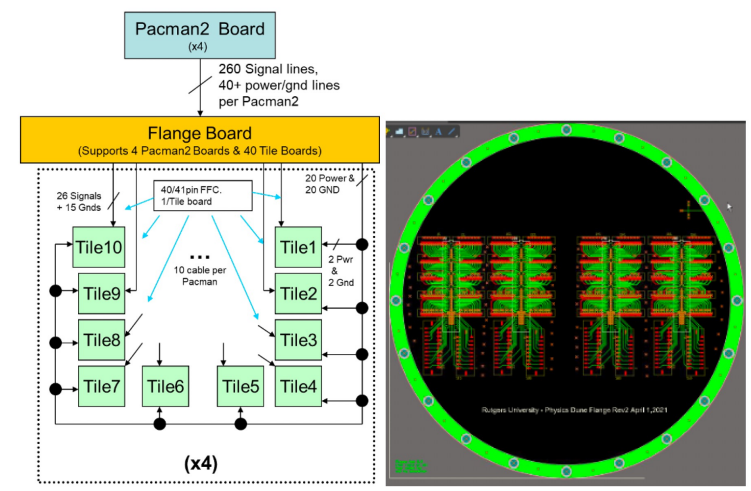 Pacman2 Board
(x4)
260 Signal lines,
40+ power/gnd lines
per Pacman2
Flange Board
(Supports 4 Pacman2 Boards & 40 Tile Boards)
26 Signals
+ 15 Gnds
40/41pin FFC.
1/Tile board
20 Power &
20 GND
Tile10
Tile1
...
10 cable per
Pacman
2 Pwr
&
2 Gnd
Tile9
Tile2
Tile8
Tile3
Tile7
Tile6
Tile5
Tile4
(x4)
A
Rutgers University - Physics Dune Flange Rev2 April 1,2021